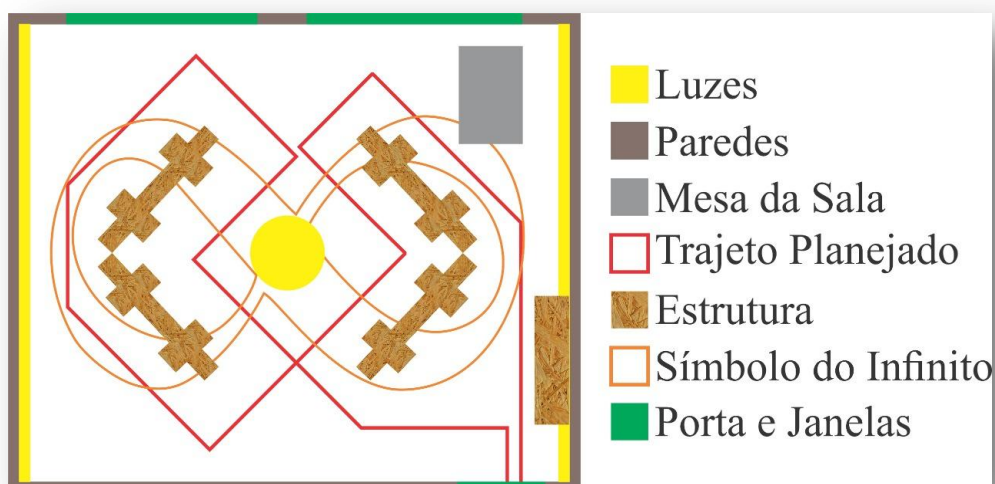 Luzes
Paredes
Mesa da Sala
Trajeto Planejado
Estrutura
Símbolo do Infinito
Porta e Janelas